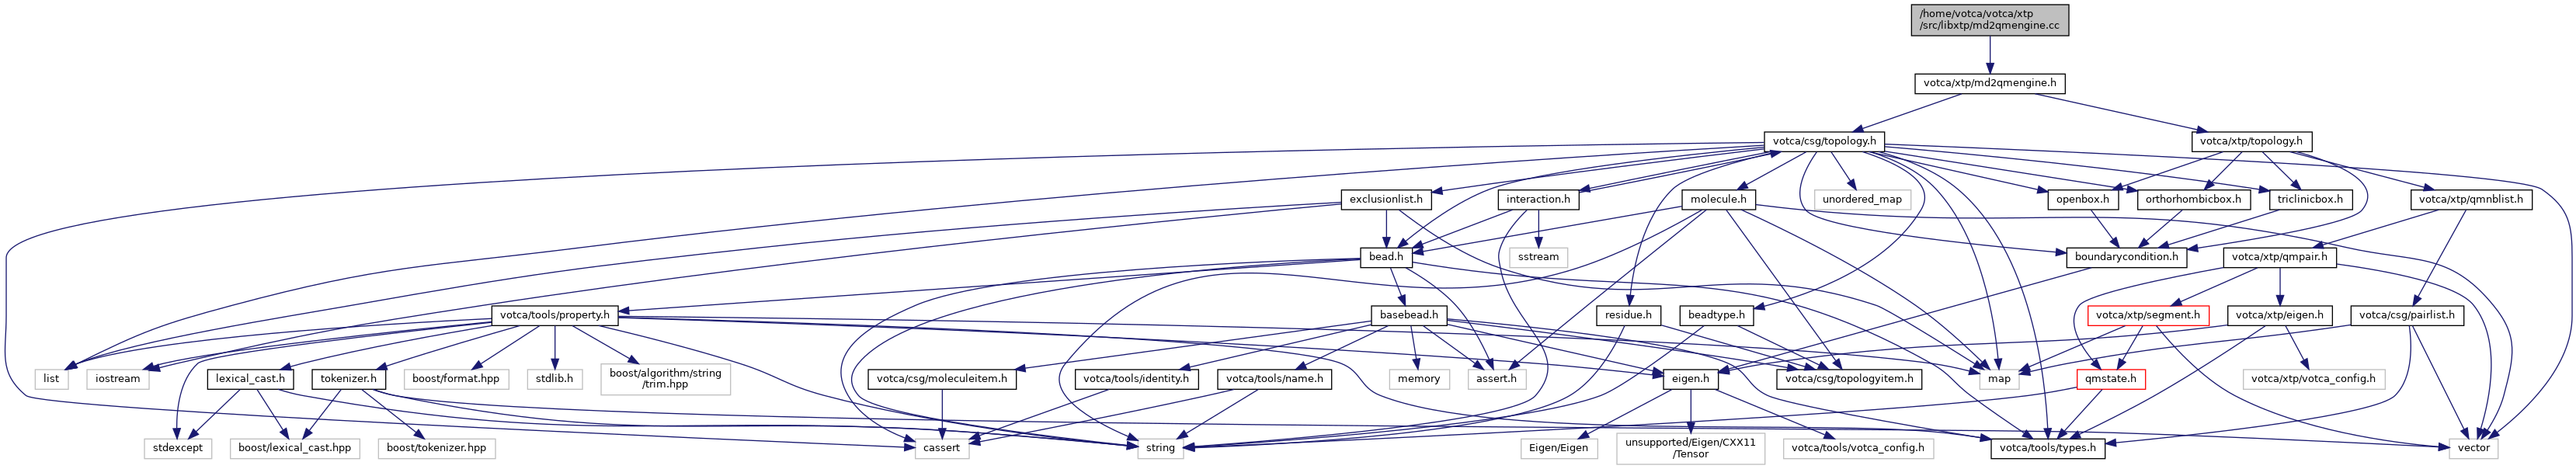 /home/votca/votca/xtp
/src/libxtp/md2qmengine.cc
votca/xtp/md2qmengine.h
votca/csg/topology.h
votca/xtp/topology.h
exclusionlist.h
interaction.h
molecule.h
unordered_map
openbox.h
orthorhombicbox.h
triclinicbox.h
votca/xtp/qmnblist.h
bead.h
sstream
boundarycondition.h
votca/xtp/qmpair.h
votca/tools/property.h
basebead.h
residue.h
beadtype.h
votca/xtp/segment.h
votca/xtp/eigen.h
votca/csg/pairlist.h
list
iostream
lexical_cast.h
tokenizer.h
boost/format.hpp
stdlib.h
boost/algorithm/string
/trim.hpp
votca/csg/moleculeitem.h
votca/tools/identity.h
votca/tools/name.h
memory
assert.h
eigen.h
votca/csg/topologyitem.h
map
qmstate.h
votca/xtp/votca_config.h
stdexcept
boost/lexical_cast.hpp
boost/tokenizer.hpp
cassert
string
Eigen/Eigen
unsupported/Eigen/CXX11
/Tensor
votca/tools/votca_config.h
votca/tools/types.h
vector